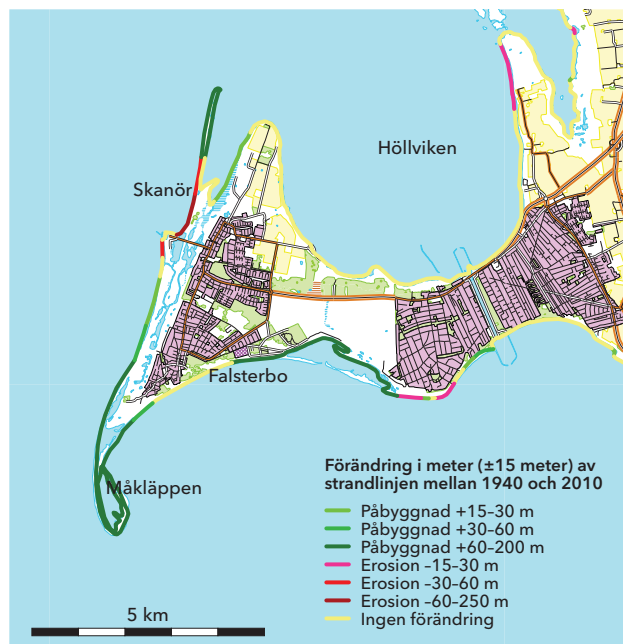 Höllviken
Skanör
Falsterbo
Måkläppen
Förändring i meter (±15 meter) av
strandlinjen mellan 1940 och 2010
Påbyggnad +15–30 m
Påbyggnad +30–60 m
Påbyggnad +60–200 m
Erosion –15–30 m
Erosion –30–60 m
Erosion –60–250 m
Ingen förändring
5 km